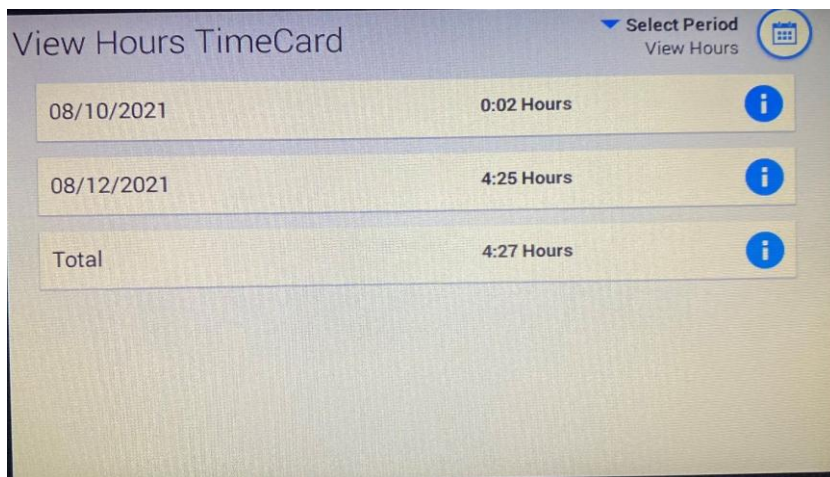 View Hours TimeCard
Select Period
View Hours
08/10/2021 0:02 Hours
08/12/2021 4:25 Hours
Total 4:27 Hours